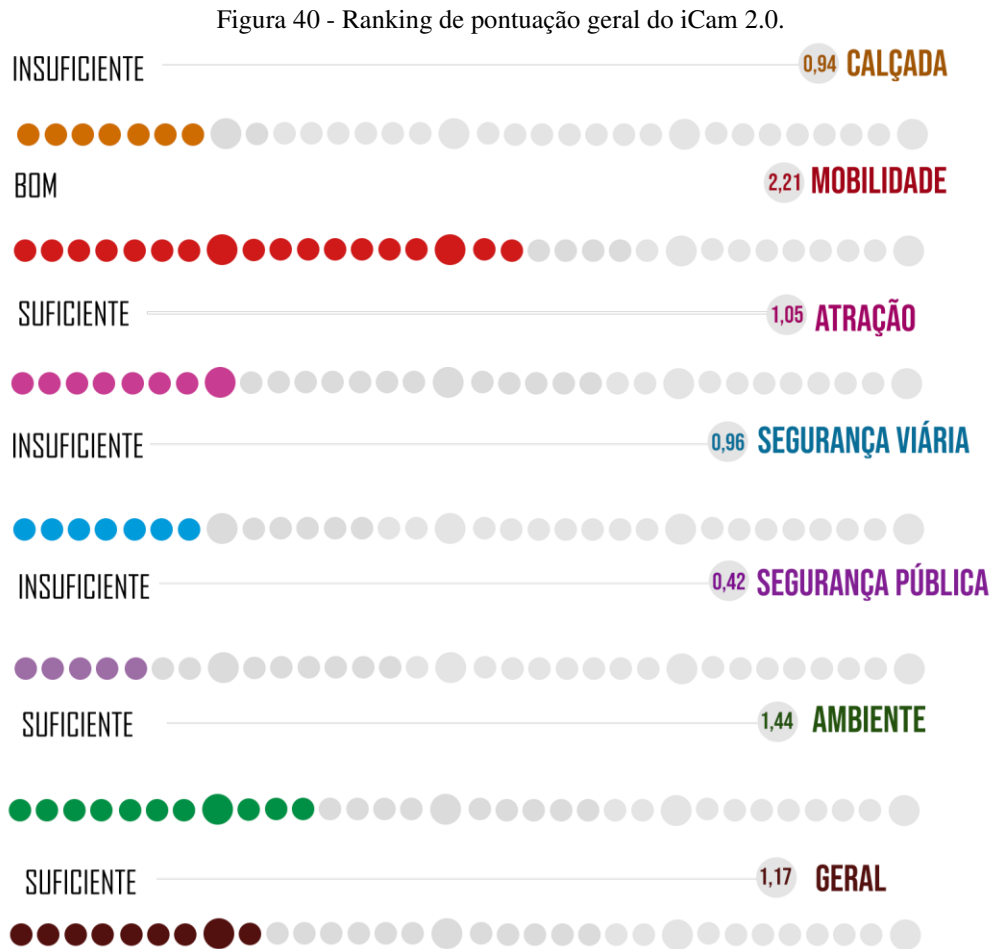 Figura 40 - Ranking de pontuação geral do iCam 2.0.
INSUFICIENTE 0,94 CALÇADA
BOM 2,21 MOBILIDADE
SUFICIENTE 1,05 ATRAÇÃO
INSUFICIENTE 0,96 SEGURANÇA VIÁRIA
INSUFICIENTE 0,42 SEGURANÇA PÚBLICA
SUFICIENTE 1,44 AMBIENTE
SUFICIENTE 1,17 GERAL